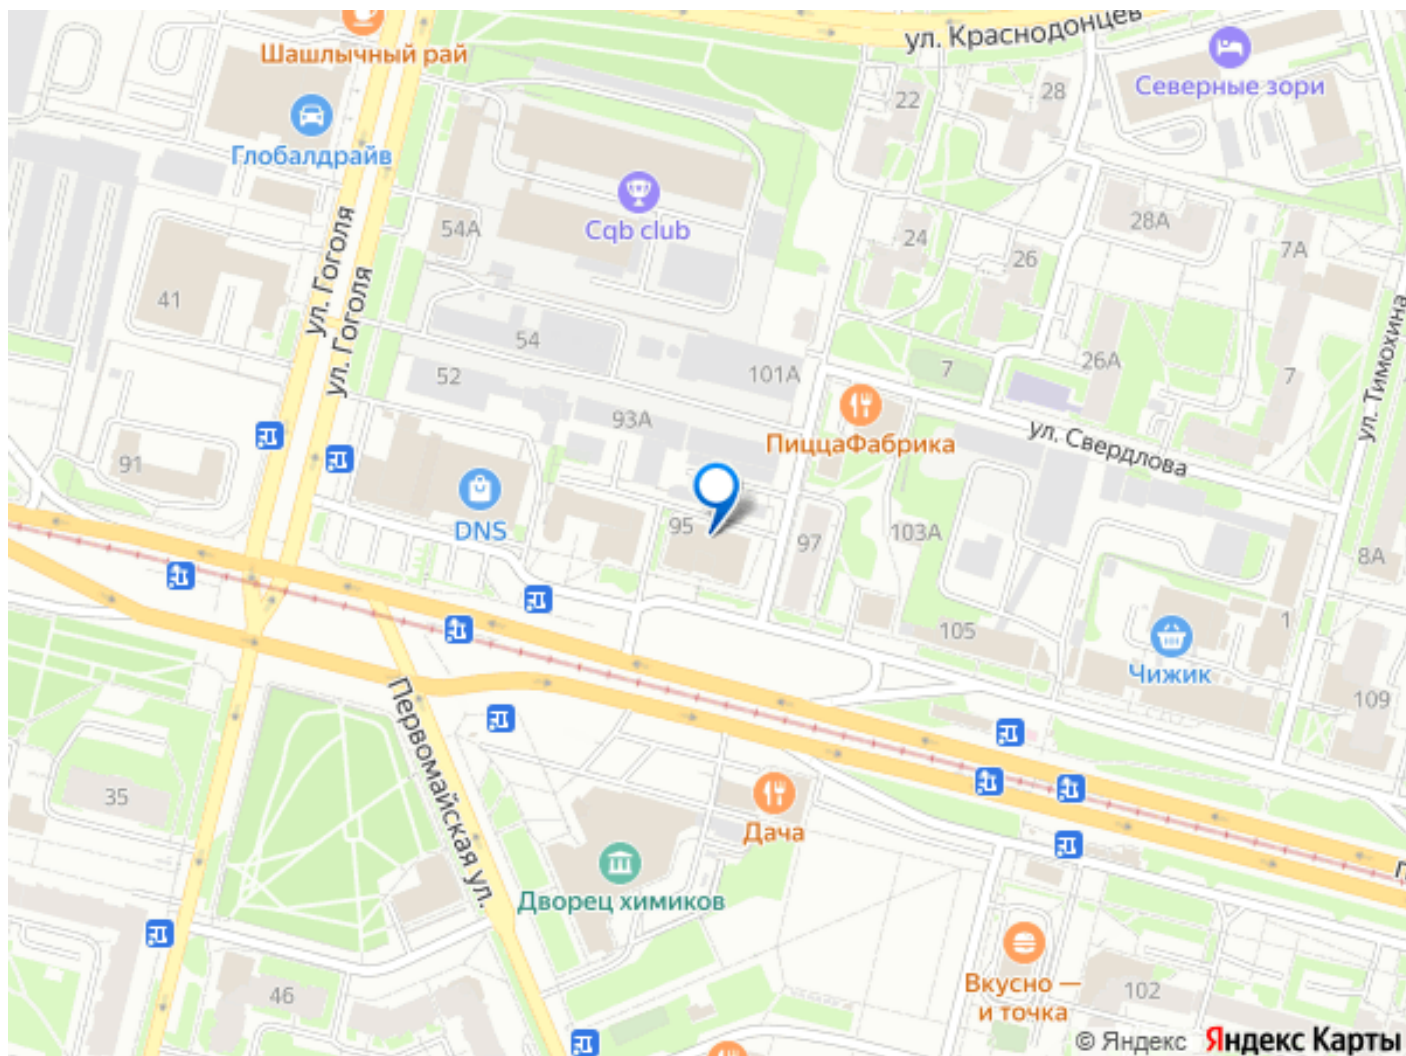 ул. Краснодонцев
Шашлычный рай
Северные зори
22
28
Глобалдрайв
Cqb club
54А
24
28А
26
7А
41
ул. Гоголя
ул. Гоголя
54
52
101А
7
26А
7
ул. Тимохина
93А
ПиццаФабрика
ул. Свердлова
91
DNS
95
97
103А
8А
105
1
Чижик
109
Первомайская ул.
35
Дача
Дворец химиков
Вкусно —
и точка
46
102
© Яндекс Яндекс Карты